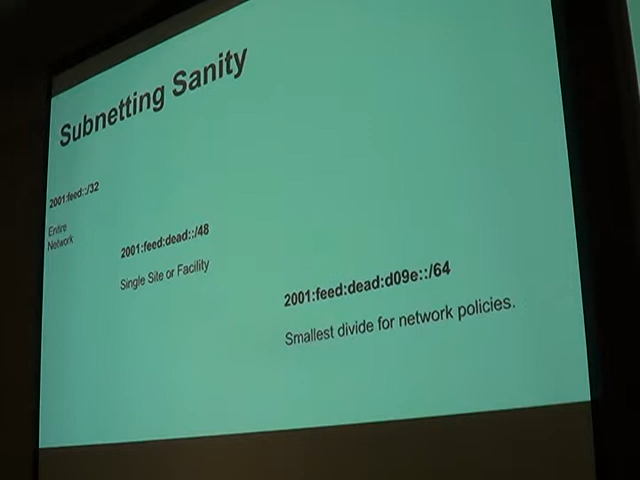 Subnetting Sanity
2001:feed::/32
Entire
Network
2001:feed:dead::/48
Single Site or Facility
2001:feed:dead:d09e::/64
Smallest divide for network policies.